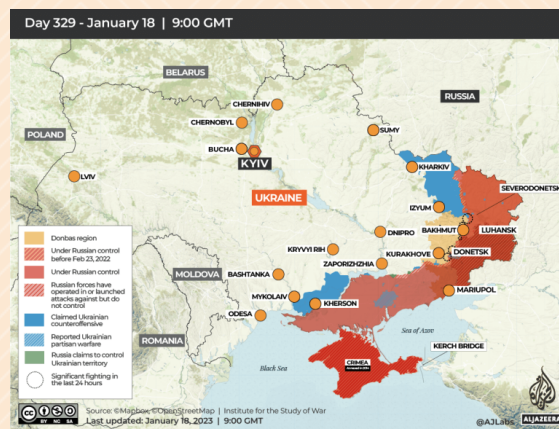 Day 329 - January 18 | 9:00 GMT
BELARUS
RUSSIA
CHERNIHIV
CHERNOBYL
SUMY
POLAND
BUCHA
KYIV
KHARKIV
LVIV
SEVERODONETSK
UKRAINE
IZYUM
DNIPRO
BAKHMUT
LUHANSK
KRYVYI RIH
KURAKHOVE
DONETSK
ZAPORIZHZHIA
MOLDOVA
BASHTANKA
MYKOLAIV
MARIUPOL
KHERSON
ODESA
ROMANIA
Sea of Azov
KERCH BRIDGE
Black Sea
CRIMEA
Donbas region
Under Russian control
before Feb 23, 2022
Under Russian control
Russian forces have
operated in or launched
attacks against but do
not control
Claimed Ukrainian
counteroffensive
Reported Ukrainian
partisan warfare
Russia claims to control
Ukrainian territory
Significant fighting in
the last 24 hours
CC BY NC SA
Source: ©Mapbox, ©OpenStreetMap | Institute for the Study of War
Last updated: January 18, 2023 | 9:00 GMT
@AJLabs
ALJAZEERA